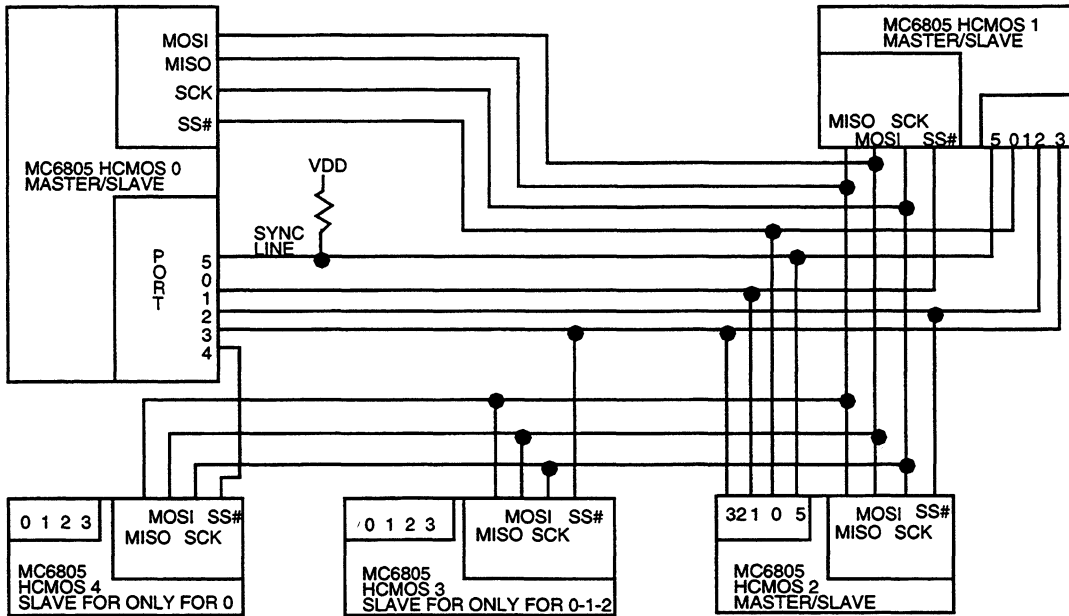 MOSI
MISO
SCK
SS#
MC6805 HCMOS 0
MASTER/SLAVE
PORT
5
0
1
2
3
4
VDD
SYNC
LINE
MC6805 HCMOS 1
MASTER/SLAVE
MISO SCK
MOSI SS#
5 0 1 2 3
0 1 2 3
MOSI SS#
MISO SCK
MC6805
HCMOS 4
SLAVE FOR ONLY FOR 0
0 1 2 3
MOSI SS#
MISO SCK
MC6805
HCMOS 3
SLAVE FOR ONLY FOR 0-1-2
32 1 0 5
MOSI SS#
MISO SCK
MC6805
HCMOS 2
MASTER/SLAVE